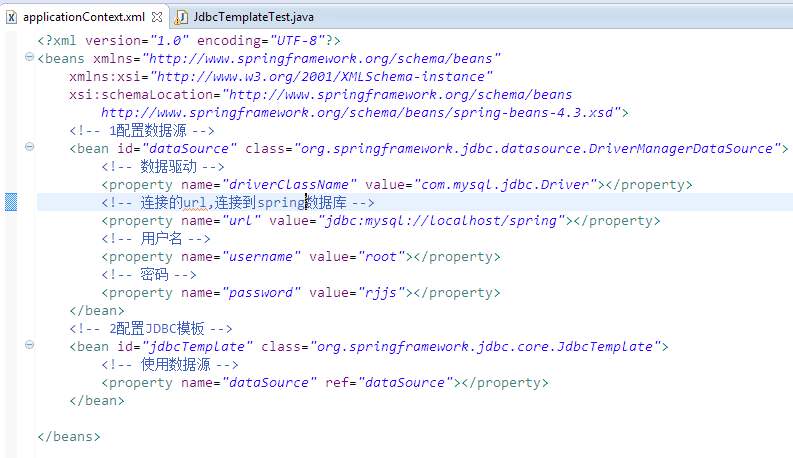 applicationContext.xml JdbcTemplateTest.java
<?xml version="1.0" encoding="UTF-8"?>
<beans xmlns="http://www.springframework.org/schema/beans"
    xmlns:xsi="http://www.w3.org/2001/XMLSchema-instance"
    xsi:schemaLocation="http://www.springframework.org/schema/beans
        http://www.springframework.org/schema/beans/spring-beans-4.3.xsd">
    <!-- 1配置数据源 -->
    <bean id="dataSource" class="org.springframework.jdbc.datasource.DriverManagerDataSource">
        <!-- 数据驱动 -->
        <property name="driverClassName" value="com.mysql.jdbc.Driver"></property>
        <!-- 连接的url,连接到spring数据库 -->
        <property name="url" value="jdbc:mysql://localhost/spring"></property>
        <!-- 用户名 -->
        <property name="username" value="root"></property>
        <!-- 密码 -->
        <property name="password" value="rjjs"></property>
    </bean>
    <!-- 2配置JDBC模板 -->
    <bean id="jdbcTemplate" class="org.springframework.jdbc.core.JdbcTemplate">
        <!-- 使用数据源 -->
        <property name="dataSource" ref="dataSource"></property>
    </bean>
</beans>